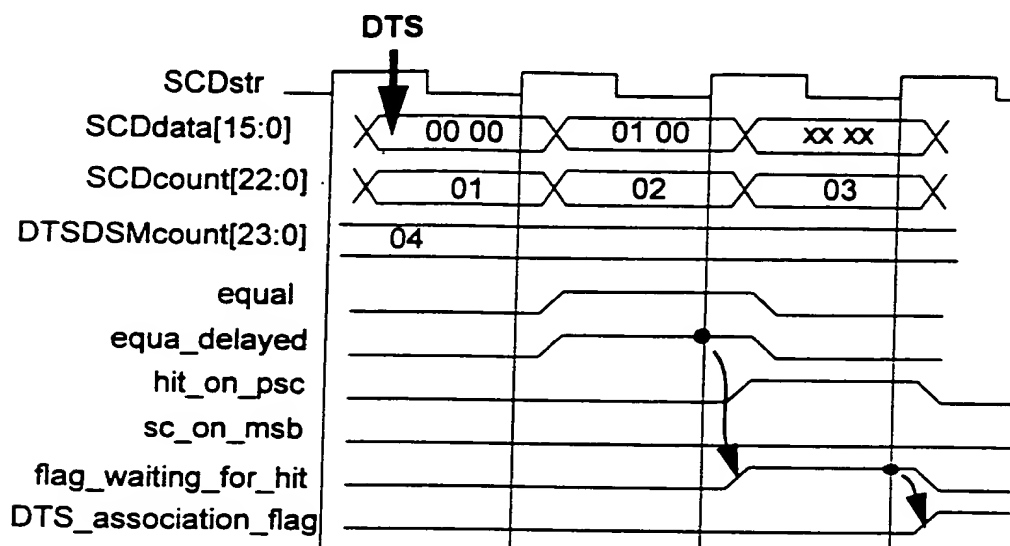 DTS
SCDstr
SCDdata[15:0] 00 00 01 00 xx xx
SCDcount[22:0] 01 02 03
DTSDSMcount[23:0] 04
equal
equa_delayed
hit_on_psc
sc_on_msb
flag_waiting_for_hit
DTS_association_flag